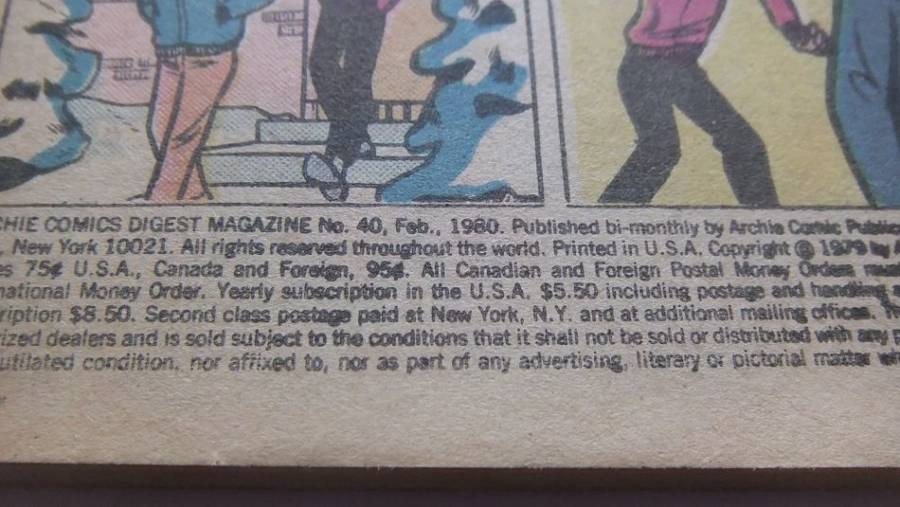 CHIE COMICS DIGEST MAGAZINE No. 40, Feb., 1980. Published bi-monthly by Archie Comic Public
. New York 10021. All rights reserved throughout the world. Printed in U.S.A. Copyright © 1979 by A
es 75¢ U.S.A., Canada and Foreign, 95¢. All Canadian and Foreign Postal Money Orders must
national Money Order. Yearly subscription in the U.S.A. $5.50 including postage and handling
ription $8.50. Second class postage paid at New York, N.Y. and at additional mailing offices.
ized dealers and is sold subject to the conditions that it shall not be sold or distributed with any
utilated condition, nor affixed to, nor as part of any advertising, literary or pictorial matter